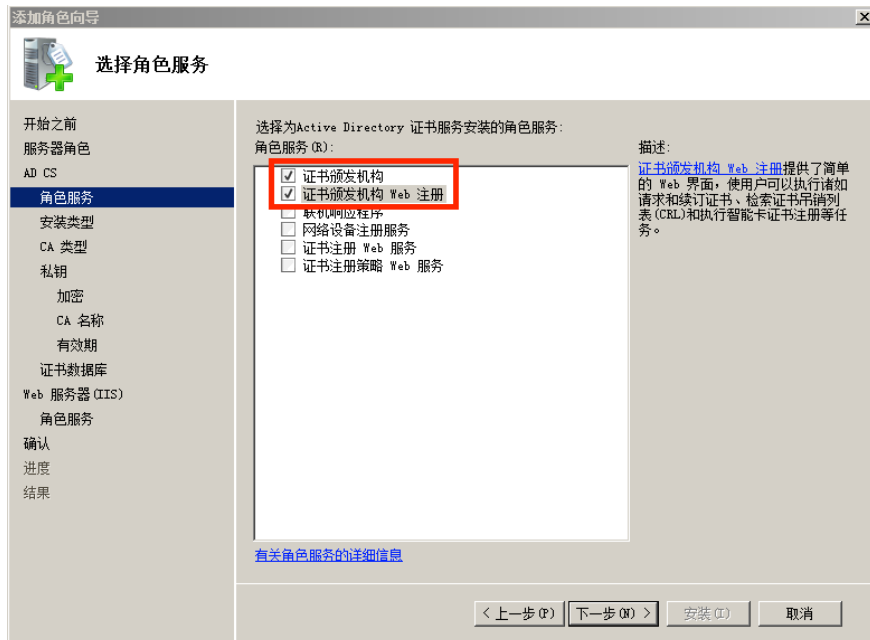 添加角色向导
选择角色服务
开始之前
服务器角色
AD CS
角色服务
安装类型
CA 类型
私钥
加密
CA 名称
有效期
证书数据库
Web 服务器(IIS)
角色服务
确认
进度
结果
选择为Active Directory 证书服务安装的角色服务:
角色服务(R):
证书颁发机构
证书颁发机构 Web 注册
联机响应程序
网络设备注册服务
证书注册 Web 服务
证书注册策略 Web 服务
有关角色服务的详细信息
描述:
证书颁发机构 Web 注册提供了简单
的 Web 界面，使用户可以执行诸如
请求和续订证书、检索证书吊销列
表(CRL)和执行智能卡证书注册等任
务。
< 上一步(P)
下一步(N) >
安装(I)
取消